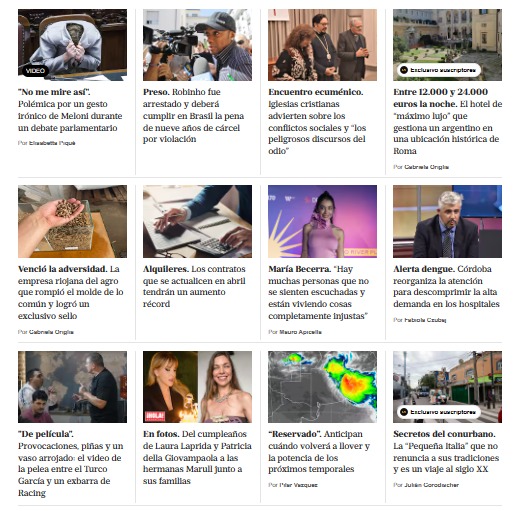 VIDEO
"No me mire así".
Polémica por un gesto
irónico de Meloni durante
un debate parlamentario
Por Elisabetta Piqué
Preso. Robinho fue
arrestado y deberá
cumplir en Brasil la pena
de nueve años de cárcel
por violación
Encuentro ecuménico.
Iglesias cristianas
advierten sobre los
conflictos sociales y "los
peligrosos discursos del
odio"
Exclusivo suscriptores
Entre 12.000 y 24.000
euros la noche. El hotel de
"máximo lujo" que
gestiona un argentino en
una ubicación histórica de
Roma
Por Gabriela Origlia
Venció la adversidad. La
empresa riojana del agro
que rompió el molde de lo
común y logró un
exclusivo sello
Por Gabriela Origlia
Alquileres. Los contratos
que se actualicen en abril
tendrán un aumento
récord
María Becerra. "Hay
muchas personas que no
se sienten escuchadas y
están viviendo cosas
completamente injustas"
Por Mauro Apicella
Alerta dengue. Córdoba
reorganiza la atención
para descomprimir la alta
demanda en los hospitales
Por Fabiola Czubaj
"De película".
Provocaciones, piñas y un
vaso arrojado: el video de
la pelea entre el Turco
García y un exbarra de
Racing
¡HOLA!
En fotos. Del cumpleaños
de Laura Laprida y Patricia
della Giovampaola a las
hermanas Marull junto a
sus familias
"Reservado". Anticipan
cuándo volverá a llover y
la potencia de los
próximos temporales
Por Pilar Vazquez
Exclusivo suscriptores
Secretos del conurbano.
La "Pequeña Italia" que no
renuncia a sus tradiciones
y es un viaje al siglo XX
Por Julián Gorodischer